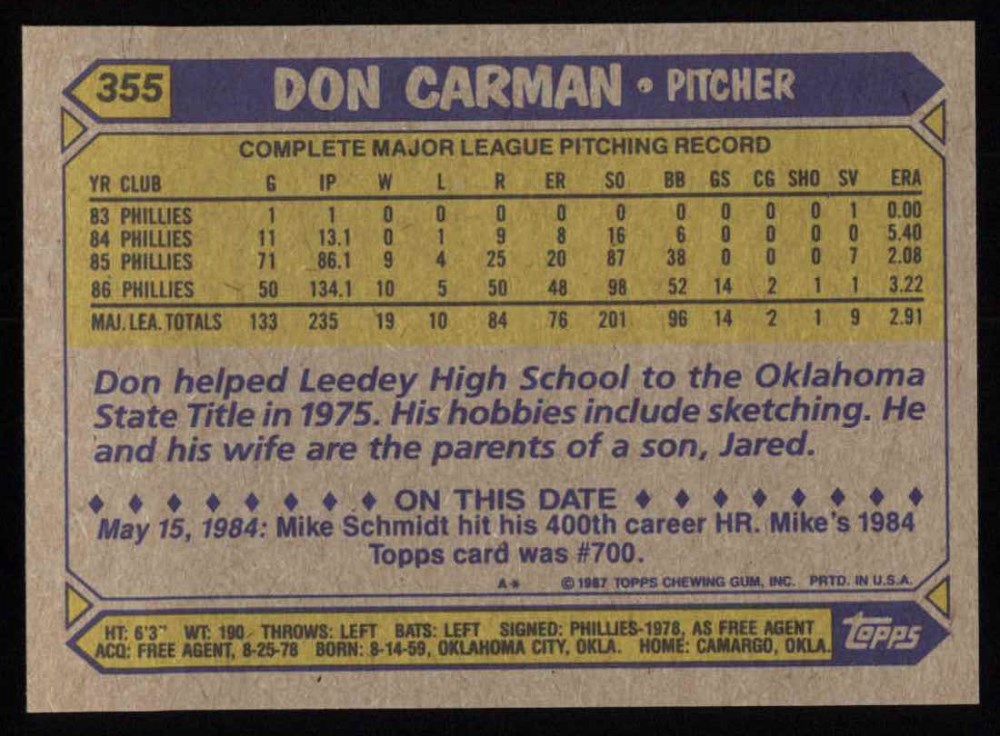 355 DON CARMAN • PITCHER
COMPLETE MAJOR LEAGUE PITCHING RECORD
YR CLUB G IP W L R ER SO BB GS CG SHO SV ERA
83 PHILLIES 1 1 0 0 0 0 0 0 0 0 0 1 0.00
84 PHILLIES 11 13.1 0 1 9 8 16 6 0 0 0 0 5.40
85 PHILLIES 71 86.1 9 4 25 20 87 38 0 0 0 7 2.08
86 PHILLIES 50 134.1 10 5 50 48 98 52 14 2 1 1 3.22
MAJ. LEA. TOTALS 133 235 19 10 84 76 201 96 14 2 1 9 2.91
Don helped Leedey High School to the Oklahoma
State Title in 1975. His hobbies include sketching. He
and his wife are the parents of a son, Jared.
ON THIS DATE
May 15, 1984: Mike Schmidt hit his 400th career HR. Mike's 1984
Topps card was #700.
A* © 1987 TOPPS CHEWING GUM, INC. PRTD. IN U.S.A.
HT: 6'3" WT: 190 THROWS: LEFT BATS: LEFT SIGNED: PHILLIES-1978, AS FREE AGENT
ACQ: FREE AGENT, 8-25-78 BORN: 8-14-59, OKLAHOMA CITY, OKLA. HOME: CAMARGO, OKLA.
topps